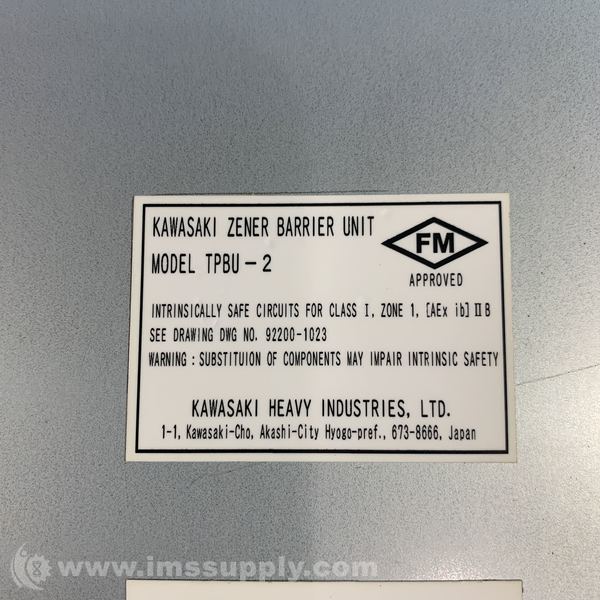 KAWASAKI ZENER BARRIER UNIT
MODEL TPBU-2
FM
APPROVED
INTRINSICALLY SAFE CIRCUITS FOR CLASS I, ZONE 1, [AEx ib] ⅡB
SEE DRAWING DWG NO. 92200-1023
WARNING : SUBSTITUION OF COMPONENTS MAY IMPAIR INTRINSIC SAFETY
KAWASAKI HEAVY INDUSTRIES, LTD.
1-1, Kawasaki-Cho, Akashi-City Hyogo-pref., 673-8666, Japan
www.imssupply.com